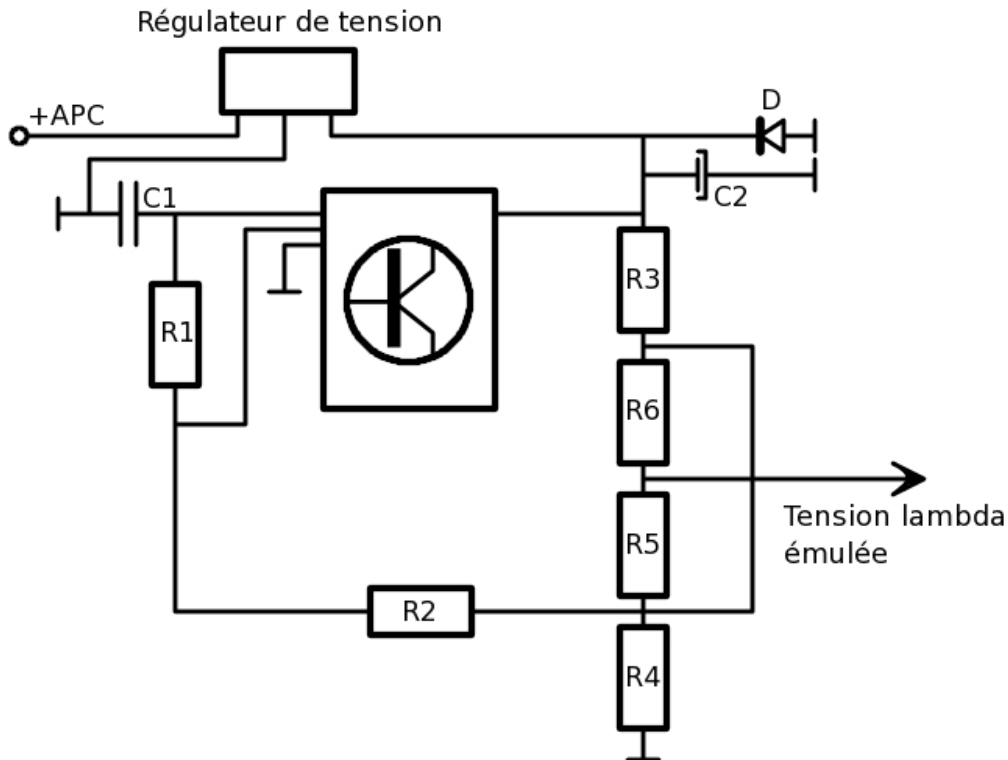 Régulateur de tension
+APC
D
C1
C2
R3
R1
R6
Tension lambda
émulée
R5
R2
R4